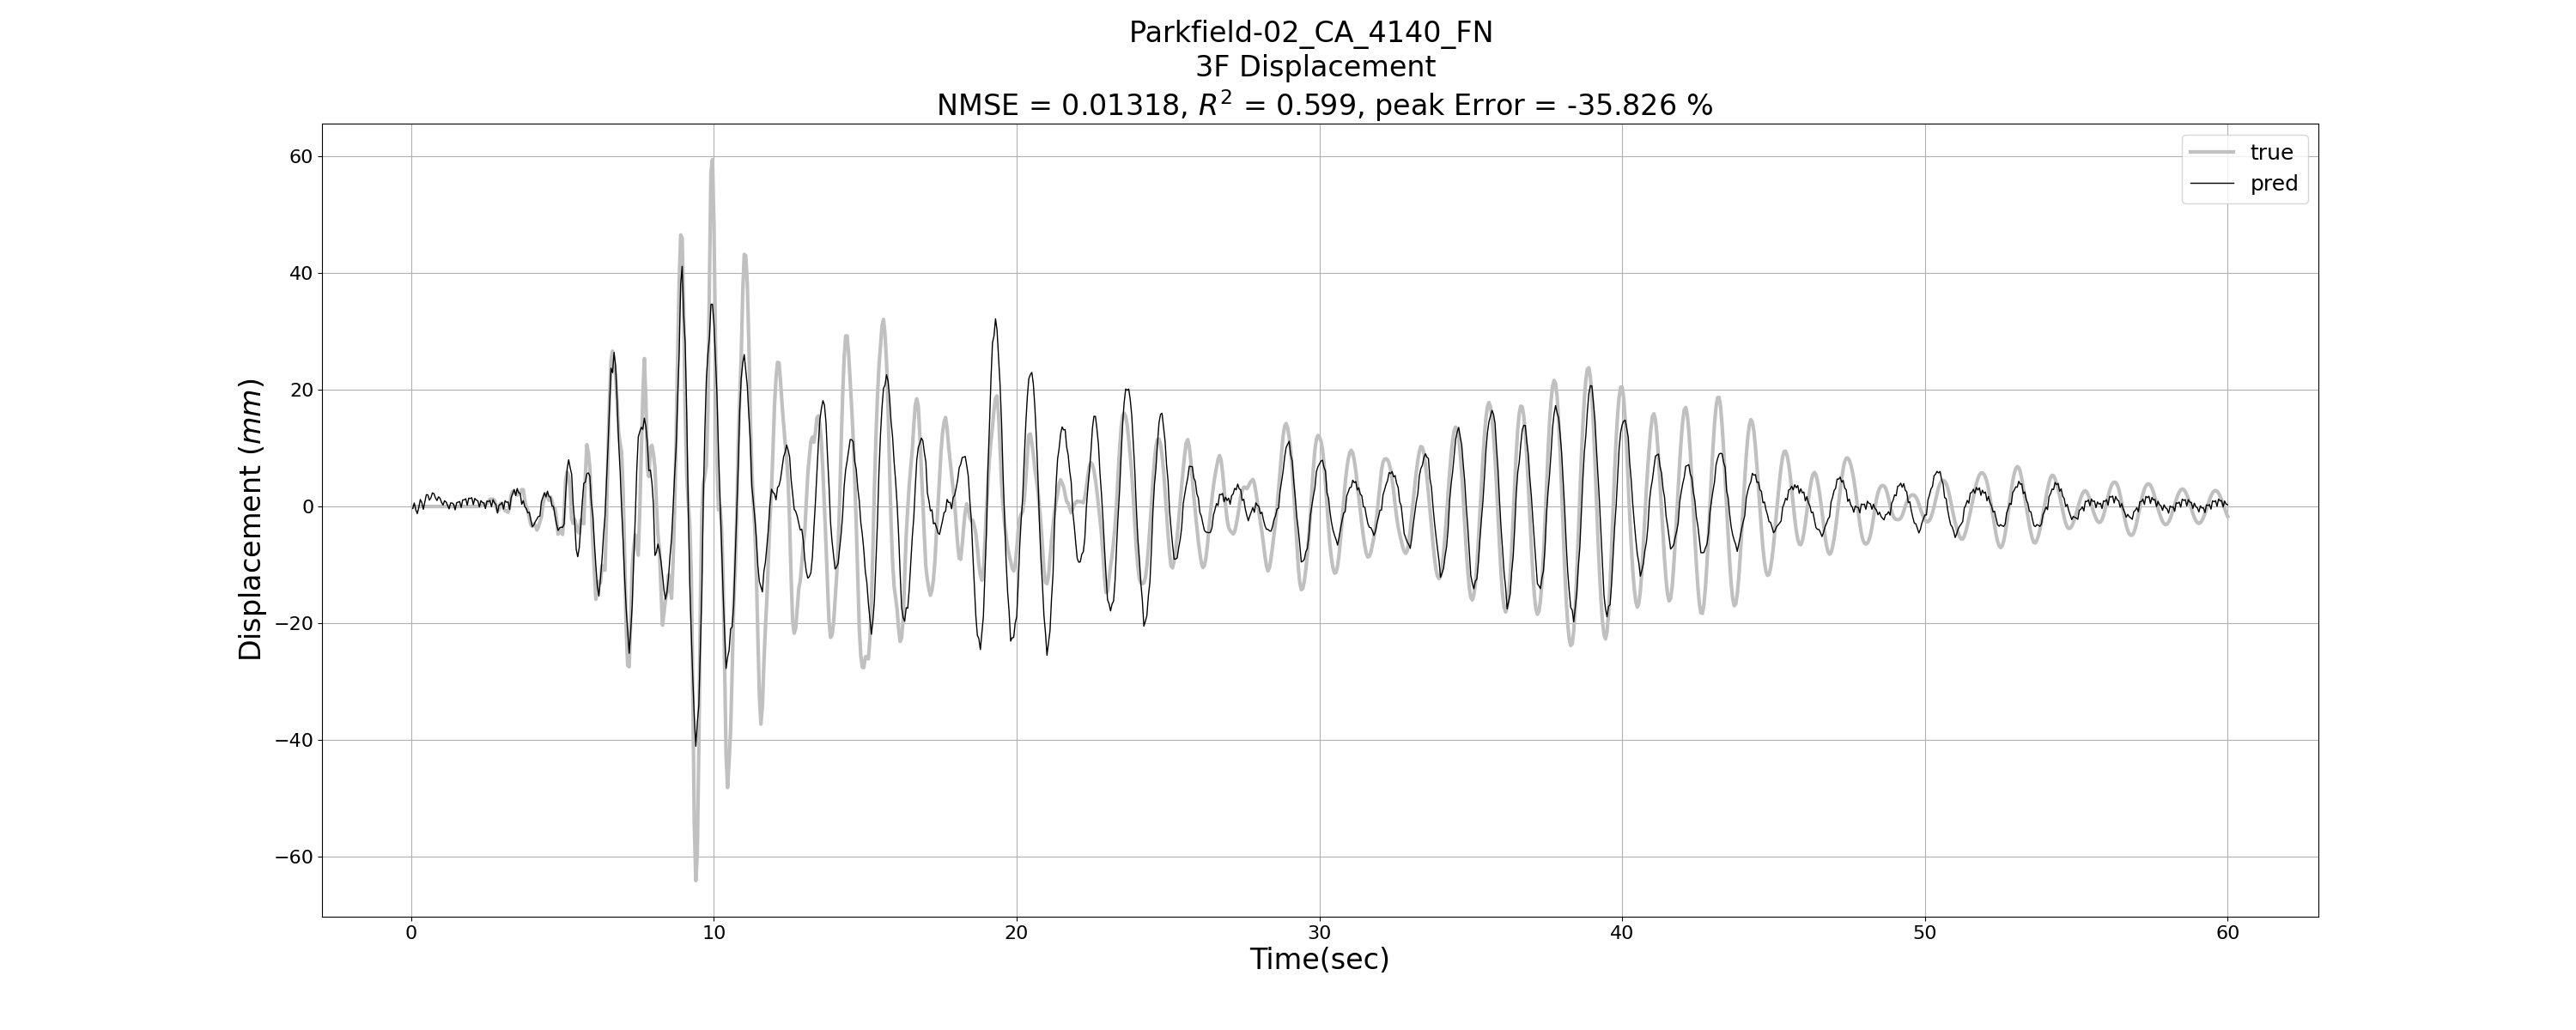 Parkfield-02_CA_4140_FN
3F Displacement
NMSE = 0.01318, R² = 0.599, peak Error = -35.826 %
true
pred
Displacement (mm)
60
40
20
0
−20
−40
−60
0 10 20 30 40 50 60
Time(sec)